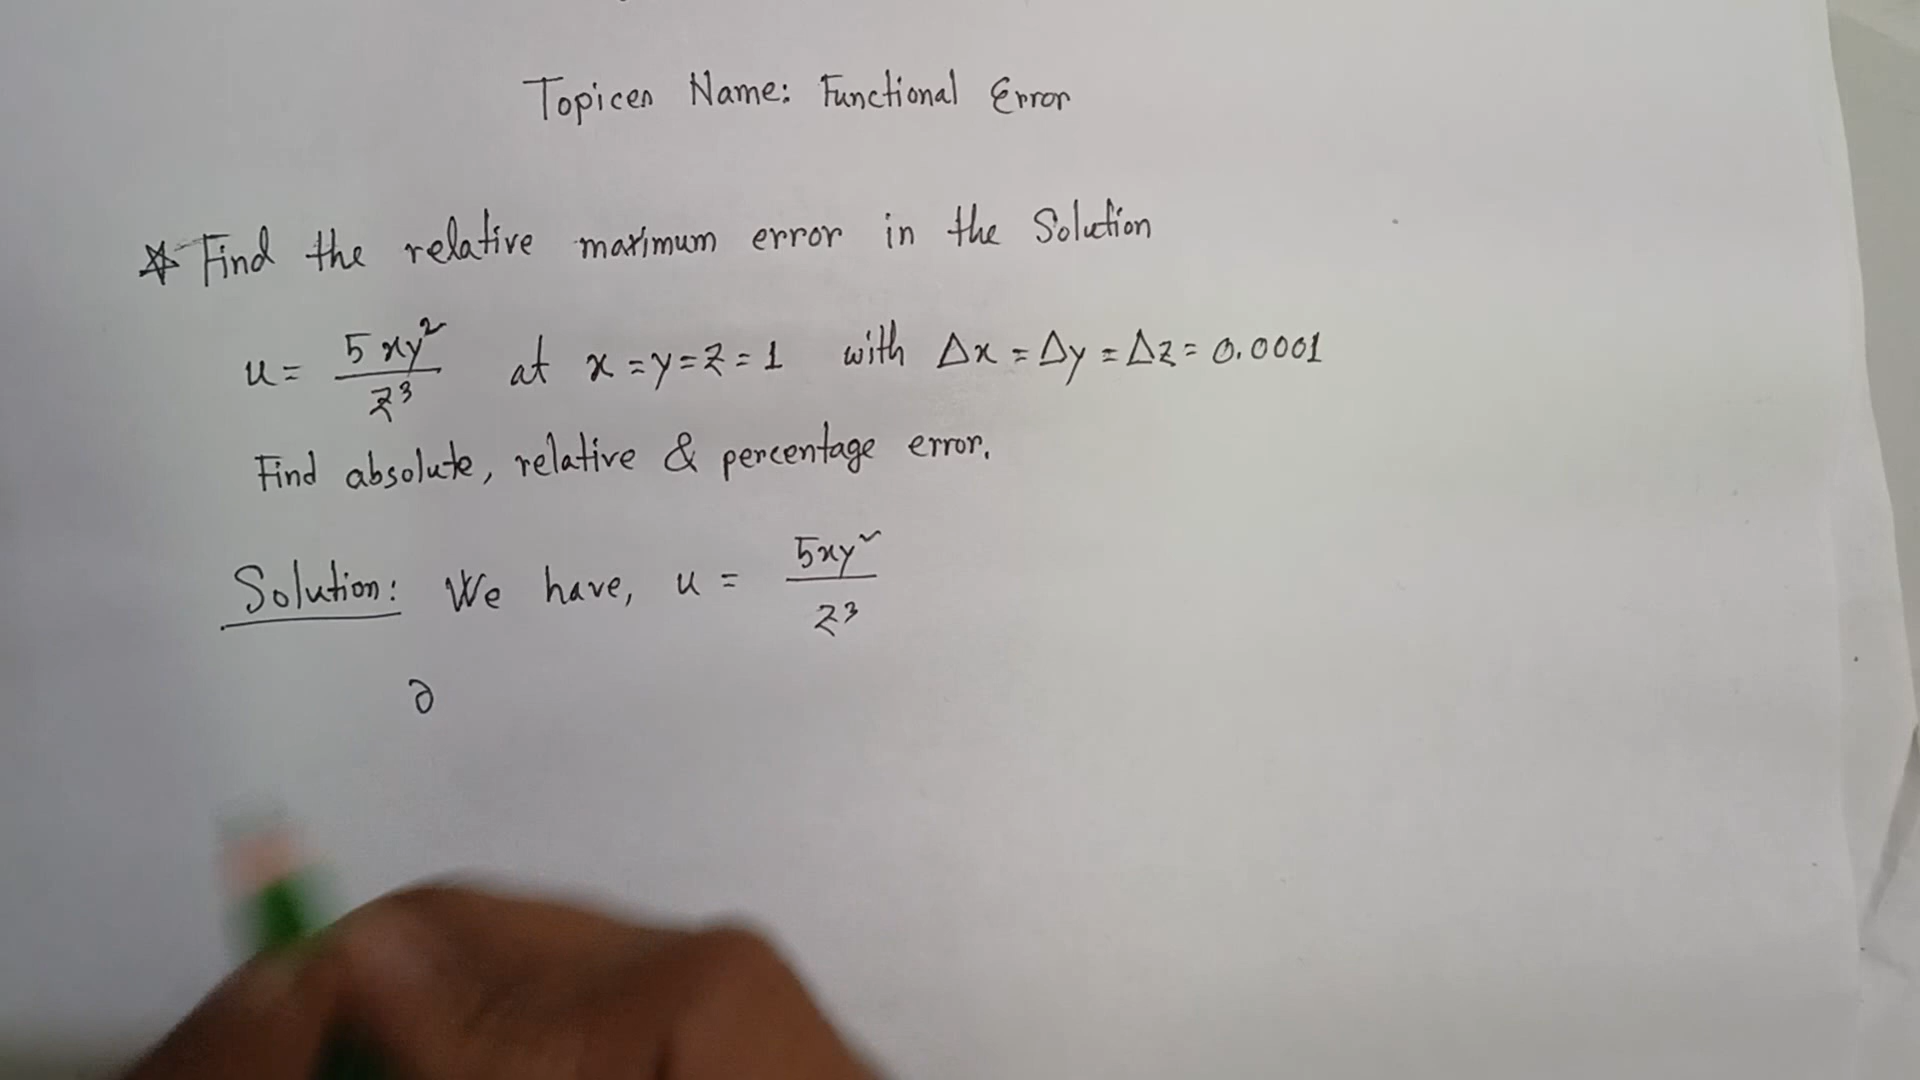 Topicen Name: Functional Error
* Find the relative maximum error in the Solution
u = 5xy² / z³ at x = y = z = 1 with Δx = Δy = Δz = 0.0001
Find absolute, relative & percentage error.
Solution: We have, u = 5xy² / z³
∂